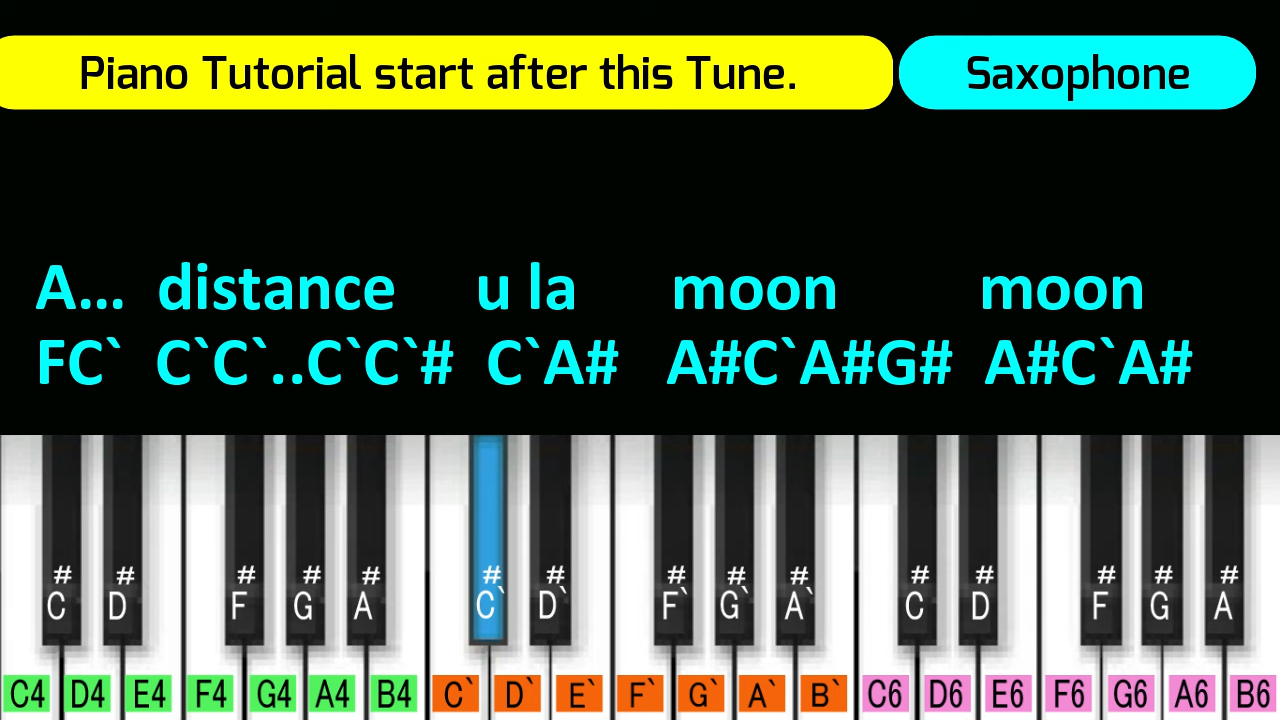 Piano Tutorial start after this Tune. Saxophone
A... distance u la moon moon
FC` C`C`..C`C`# C`A# A#C`A#G# A#C`A#
# # # # # # # # # # # # # # #
C D F G A C` D` F` G` A` C D F G A
C4 D4 E4 F4 G4 A4 B4 C` D` E` F` G` A` B` C6 D6 E6 F6 G6 A6 B6